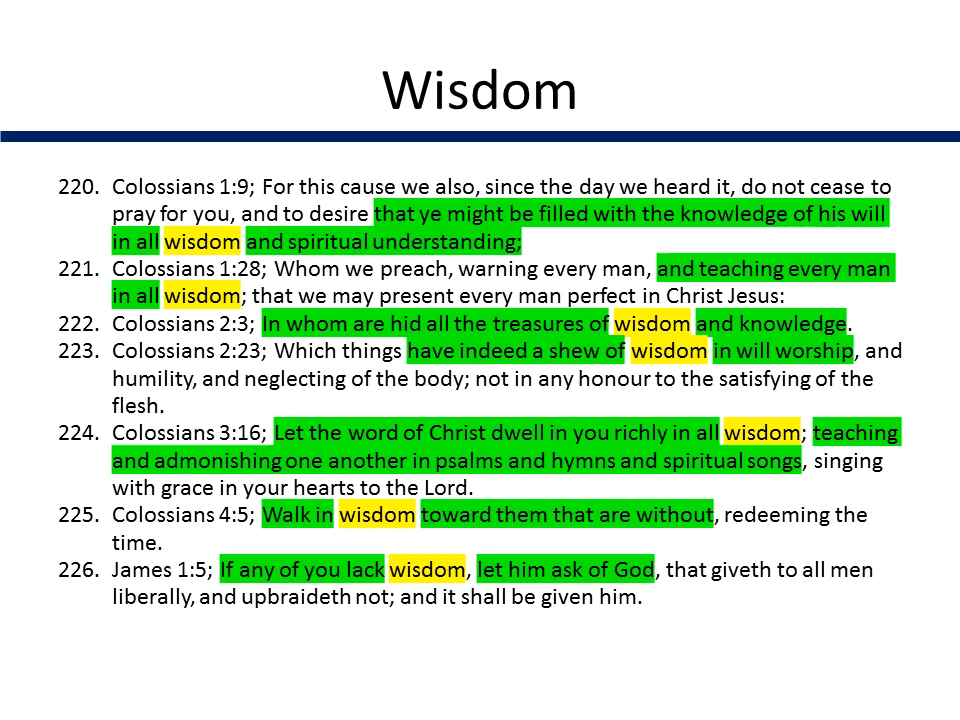 Wisdom
220. Colossians 1:9; For this cause we also, since the day we heard it, do not cease to
pray for you, and to desire that ye might be filled with the knowledge of his will
in all wisdom and spiritual understanding;
221. Colossians 1:28; Whom we preach, warning every man, and teaching every man
in all wisdom; that we may present every man perfect in Christ Jesus:
222. Colossians 2:3; In whom are hid all the treasures of wisdom and knowledge.
223. Colossians 2:23; Which things have indeed a shew of wisdom in will worship, and
humility, and neglecting of the body; not in any honour to the satisfying of the
flesh.
224. Colossians 3:16; Let the word of Christ dwell in you richly in all wisdom; teaching
and admonishing one another in psalms and hymns and spiritual songs, singing
with grace in your hearts to the Lord.
225. Colossians 4:5; Walk in wisdom toward them that are without, redeeming the
time.
226. James 1:5; If any of you lack wisdom, let him ask of God, that giveth to all men
liberally, and upbraideth not; and it shall be given him.